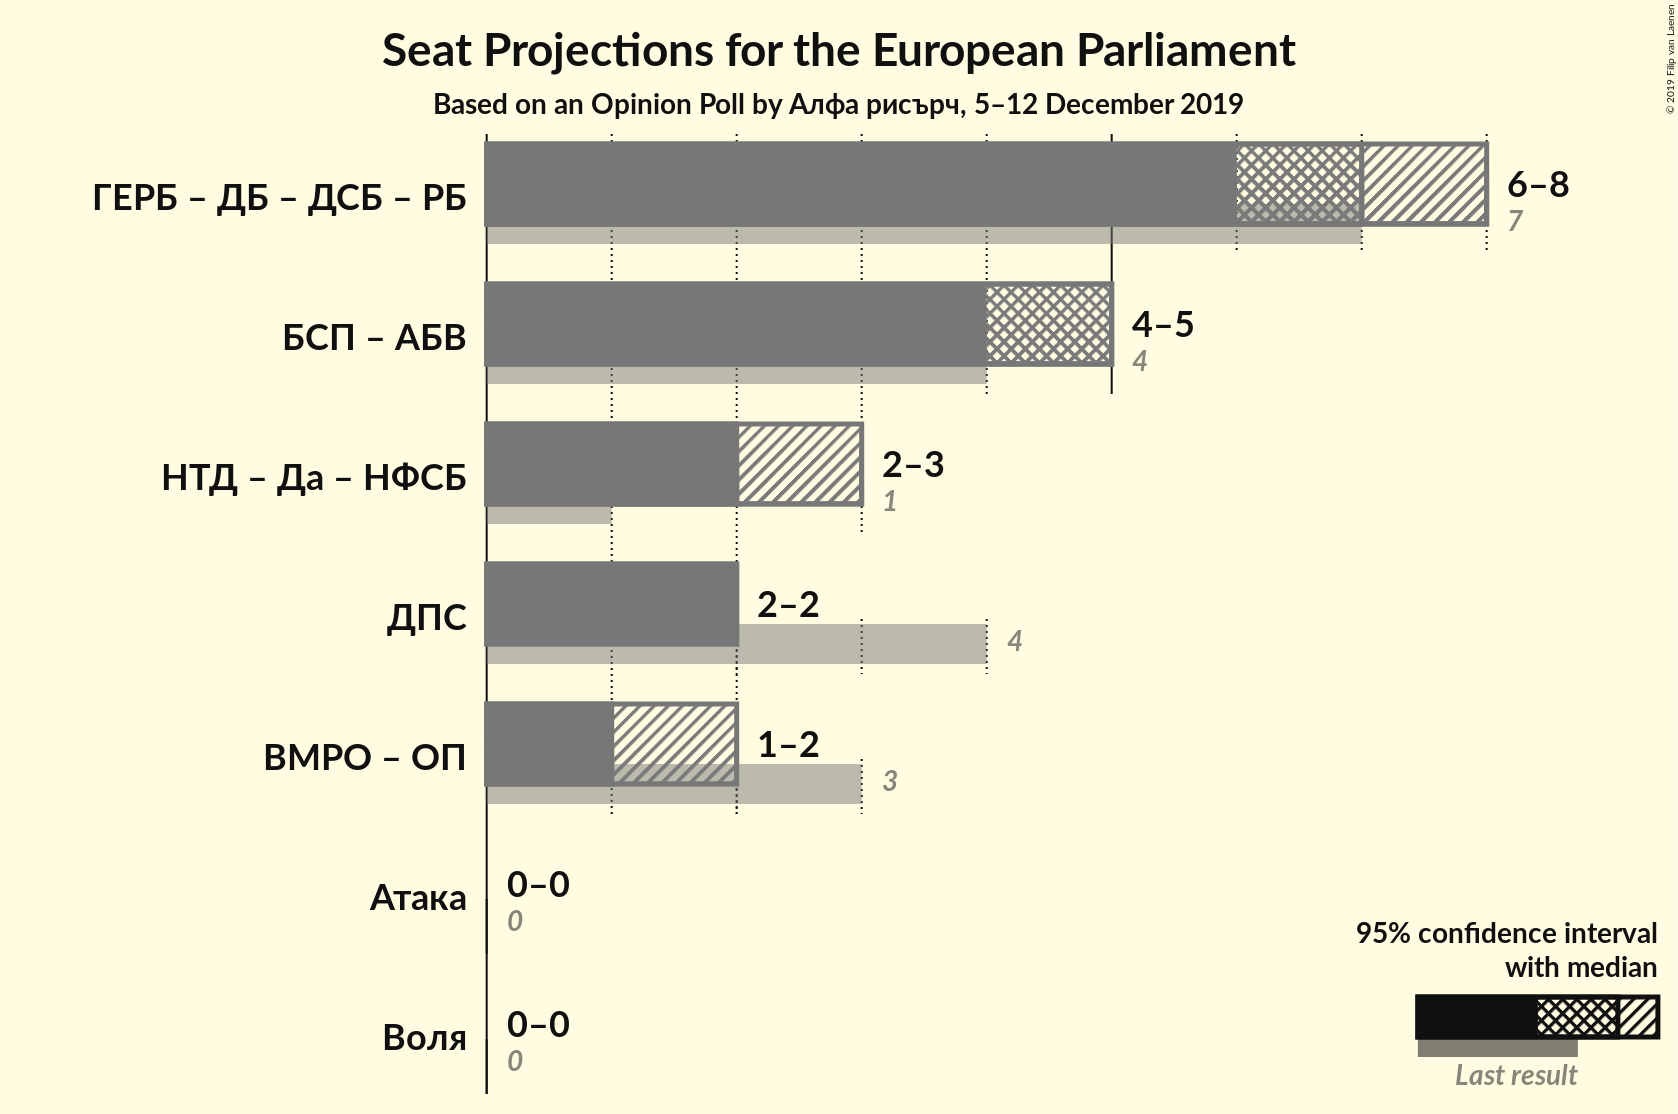 Seat Projections for the European Parliament
Based on an Opinion Poll by Алфа рисърч, 5–12 December 2019
© 2019 Filip van Laenen
ГЕРБ – ДБ – ДСБ – РБ
6–8
7
БСП – АБВ
4–5
4
НТД – Да – НФСБ
2–3
1
ДПС
2–2
4
ВМРО – ОП
1–2
3
Атака
0–0
0
Воля
0–0
0
95% confidence interval
with median
Last result